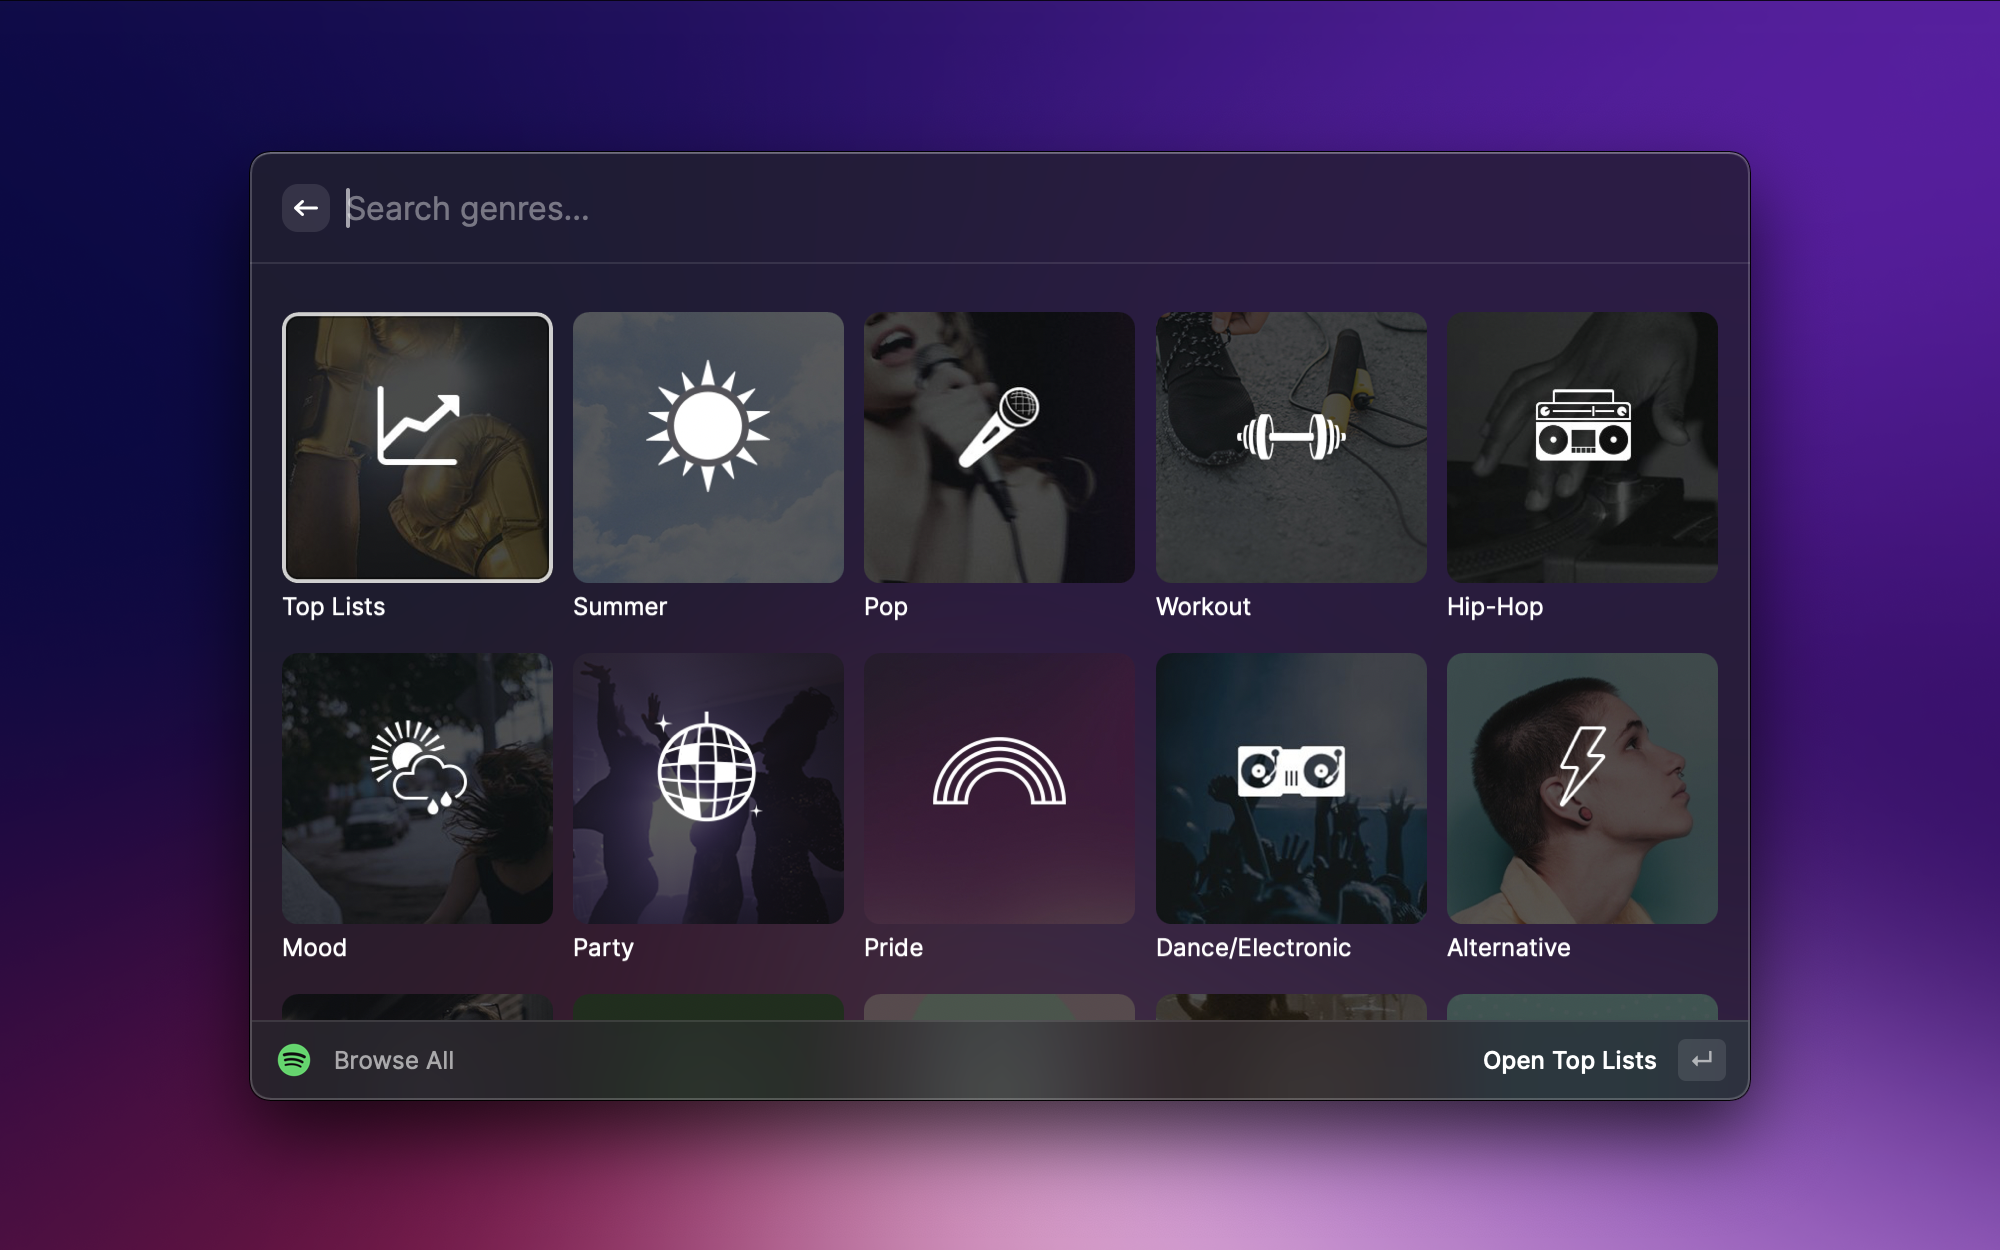 Search genres...
Top Lists
Summer
Pop
Workout
Hip-Hop
Mood
Party
Pride
Dance/Electronic
Alternative
Browse All
Open Top Lists